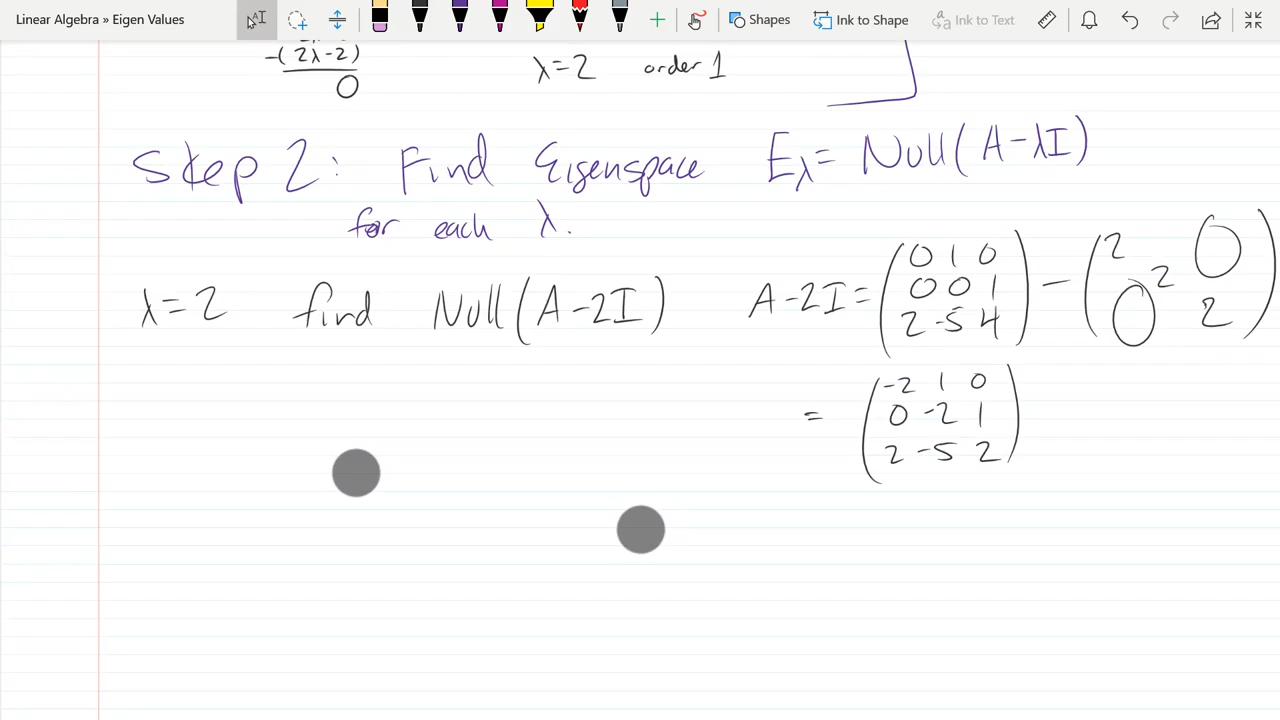 Linear Algebra » Eigen Values
Shapes
Ink to Shape
Ink to Text
-(2λ-2)
0
λ=2 order 1
Step 2: Find Eigenspace Eλ= Null(A-λI)
for each λ.
λ=2 find Null(A-2I) A-2I=
0 1 0
0 0 1
2 -5 4
-
2 0
2
0 2
=
-2 1 0
0 -2 1
2 -5 2